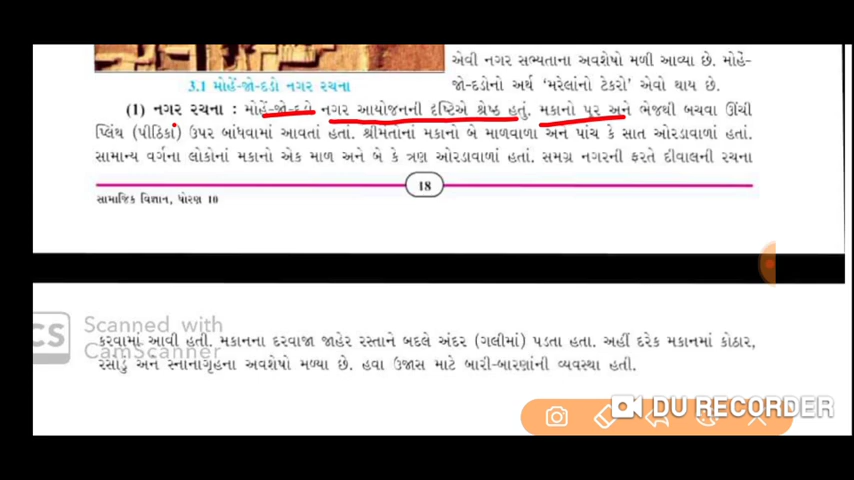 એવી નગર સભ્યતાના અવશેષો મળી આવ્યા છે. મોહેં-
3.1 મોહેં-જો-દડો નગર રચના
જો-દડોનો અર્થ 'મરેલાંનો ટેકરો' એવો થાય છે.
(1) નગર રચના : મોહેં-જો-દડો નગર આયોજનની દૃષ્ટિએ શ્રેષ્ઠ હતું. મકાનો પૂર અને ભેજથી બચવા ઊંચી
પ્લિંથ (પીઠિકા) ઉપર બાંધવામાં આવતાં હતાં. શ્રીમંતાનાં મકાનો બે માળવાળાં અને પાંચ કે સાત ઓરડાવાળાં હતાં.
સામાન્ય વર્ગના લોકોનાં મકાનો એક માળ અને બે કે ત્રણ ઓરડાવાળાં હતાં. સમગ્ર નગરની ફરતે દીવાલની રચના
18
સામાજિક વિજ્ઞાન, ધોરણ 10
CS
Scanned with
CamScanner
કરવામાં આવી હતી. મકાનના દરવાજા જાહેર રસ્તાને બદલે અંદર (ગલીમાં) પડતા હતા. અહીં દરેક મકાનમાં કોઠાર,
રસોડું અને સ્નાનાગૃહના અવશેષો મળ્યા છે. હવા ઉજાસ માટે બારી-બારણાંની વ્યવસ્થા હતી.
DU RECORDER